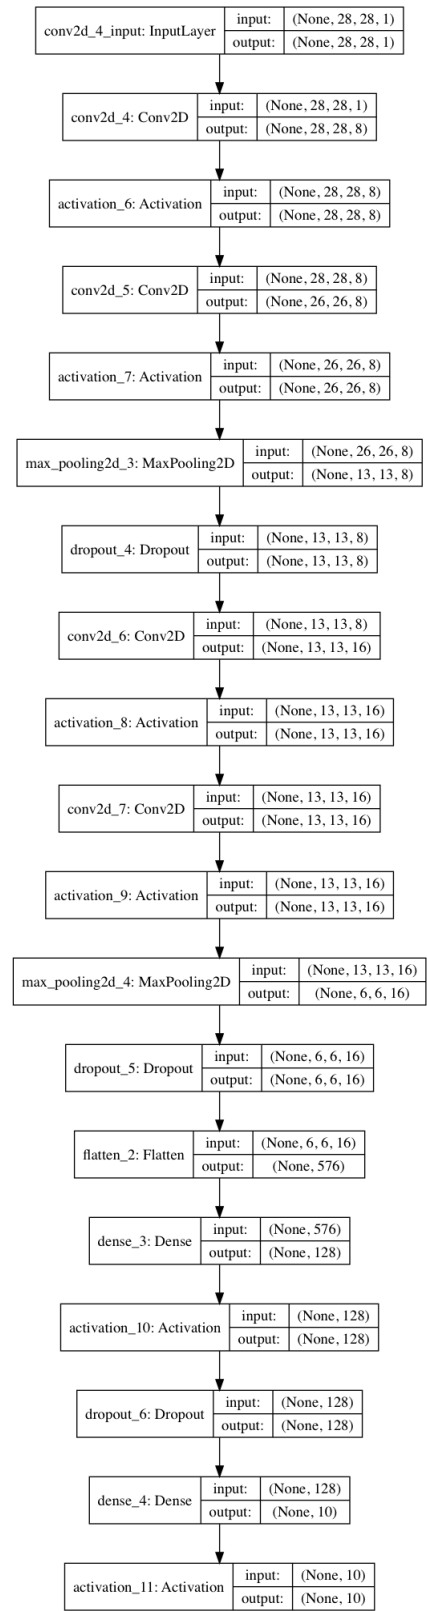 conv2d_4_input: InputLayer
input: (None, 28, 28, 1)
output: (None, 28, 28, 1)
conv2d_4: Conv2D
input: (None, 28, 28, 1)
output: (None, 28, 28, 8)
activation_6: Activation
input: (None, 28, 28, 8)
output: (None, 28, 28, 8)
conv2d_5: Conv2D
input: (None, 28, 28, 8)
output: (None, 26, 26, 8)
activation_7: Activation
input: (None, 26, 26, 8)
output: (None, 26, 26, 8)
max_pooling2d_3: MaxPooling2D
input: (None, 26, 26, 8)
output: (None, 13, 13, 8)
dropout_4: Dropout
input: (None, 13, 13, 8)
output: (None, 13, 13, 8)
conv2d_6: Conv2D
input: (None, 13, 13, 8)
output: (None, 13, 13, 16)
activation_8: Activation
input: (None, 13, 13, 16)
output: (None, 13, 13, 16)
conv2d_7: Conv2D
input: (None, 13, 13, 16)
output: (None, 13, 13, 16)
activation_9: Activation
input: (None, 13, 13, 16)
output: (None, 13, 13, 16)
max_pooling2d_4: MaxPooling2D
input: (None, 13, 13, 16)
output: (None, 6, 6, 16)
dropout_5: Dropout
input: (None, 6, 6, 16)
output: (None, 6, 6, 16)
flatten_2: Flatten
input: (None, 6, 6, 16)
output: (None, 576)
dense_3: Dense
input: (None, 576)
output: (None, 128)
activation_10: Activation
input: (None, 128)
output: (None, 128)
dropout_6: Dropout
input: (None, 128)
output: (None, 128)
dense_4: Dense
input: (None, 128)
output: (None, 10)
activation_11: Activation
input: (None, 10)
output: (None, 10)